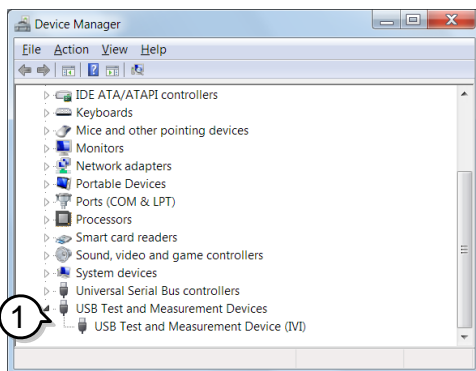 Device Manager
File Action View Help
IDE ATA/ATAPI controllers
Keyboards
Mice and other pointing devices
Monitors
Network adapters
Portable Devices
Ports (COM & LPT)
Processors
Smart card readers
Sound, video and game controllers
System devices
Universal Serial Bus controllers
USB Test and Measurement Devices
1
USB Test and Measurement Device (IVI)